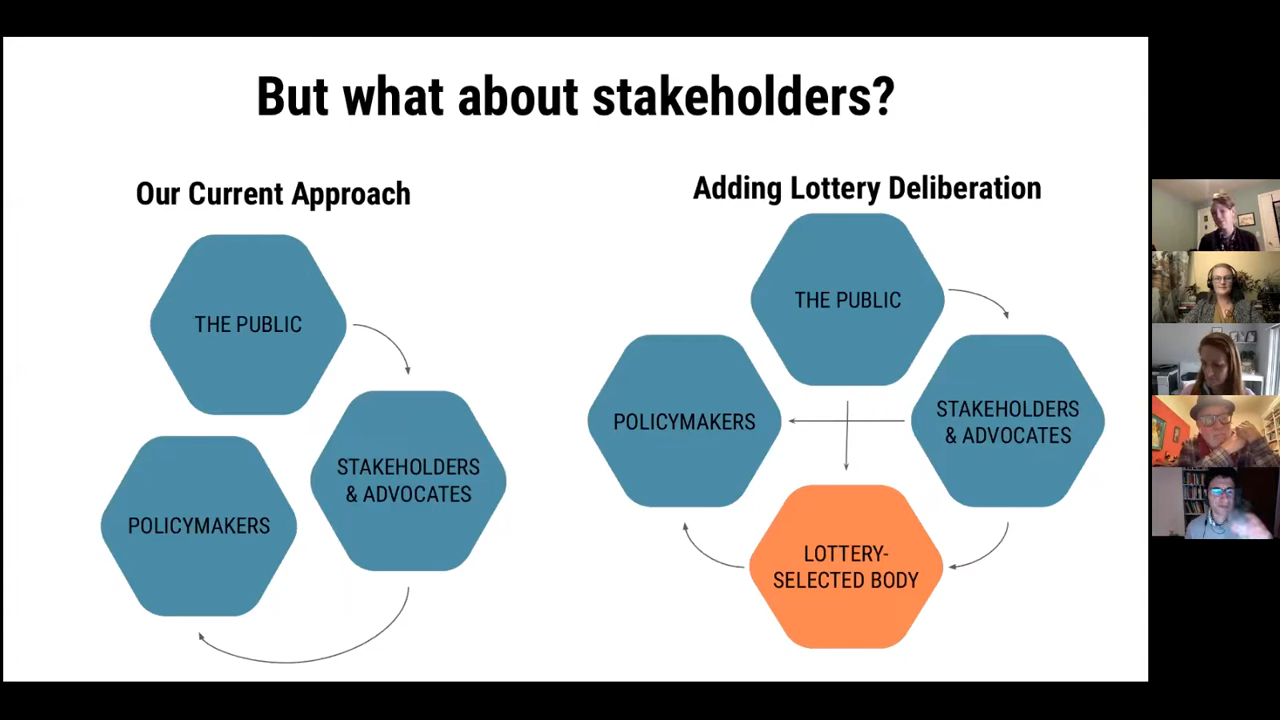 But what about stakeholders?
Our Current Approach
THE PUBLIC
STAKEHOLDERS
& ADVOCATES
POLICYMAKERS
Adding Lottery Deliberation
THE PUBLIC
POLICYMAKERS
STAKEHOLDERS
& ADVOCATES
LOTTERY-
SELECTED BODY